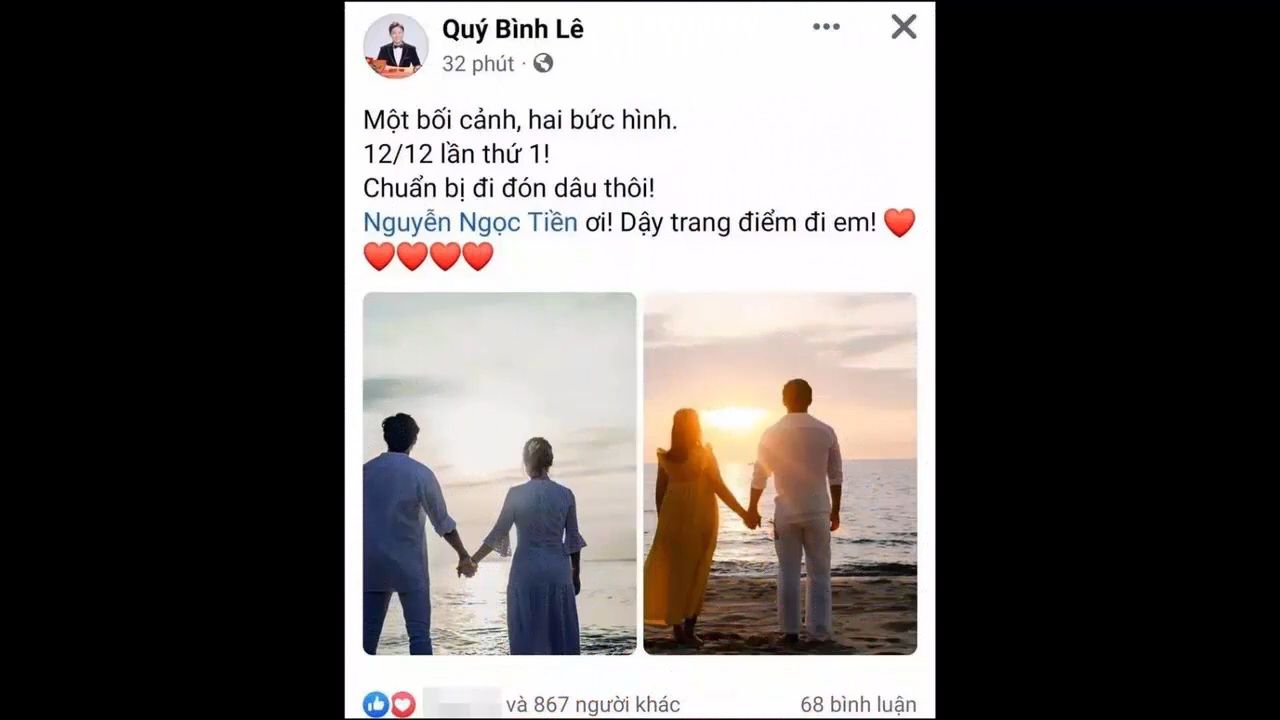 Quý Bình Lê
32 phút ·
Một bối cảnh, hai bức hình.
12/12 lần thứ 1!
Chuẩn bị đi đón dâu thôi!
Nguyễn Ngọc Tiền ơi! Dậy trang điểm đi em! ❤️
❤️❤️❤️❤️
và 867 người khác
68 bình luận